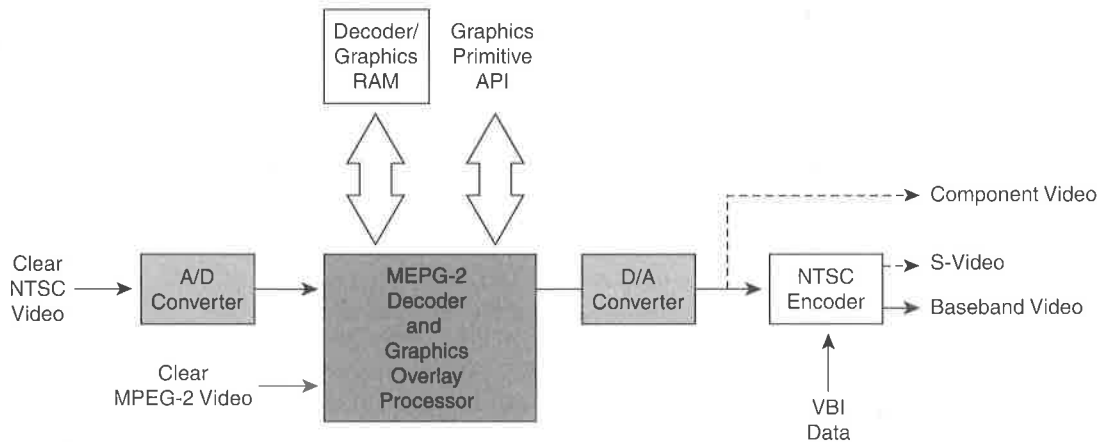 Decoder/
Graphics
RAM
Graphics
Primitive
API
Component Video
Clear
NTSC
Video
A/D
Converter
MEPG-2
Decoder
and
Graphics
Overlay
Processor
D/A
Converter
NTSC
Encoder
S-Video
Baseband Video
Clear
MPEG-2 Video
VBI
Data